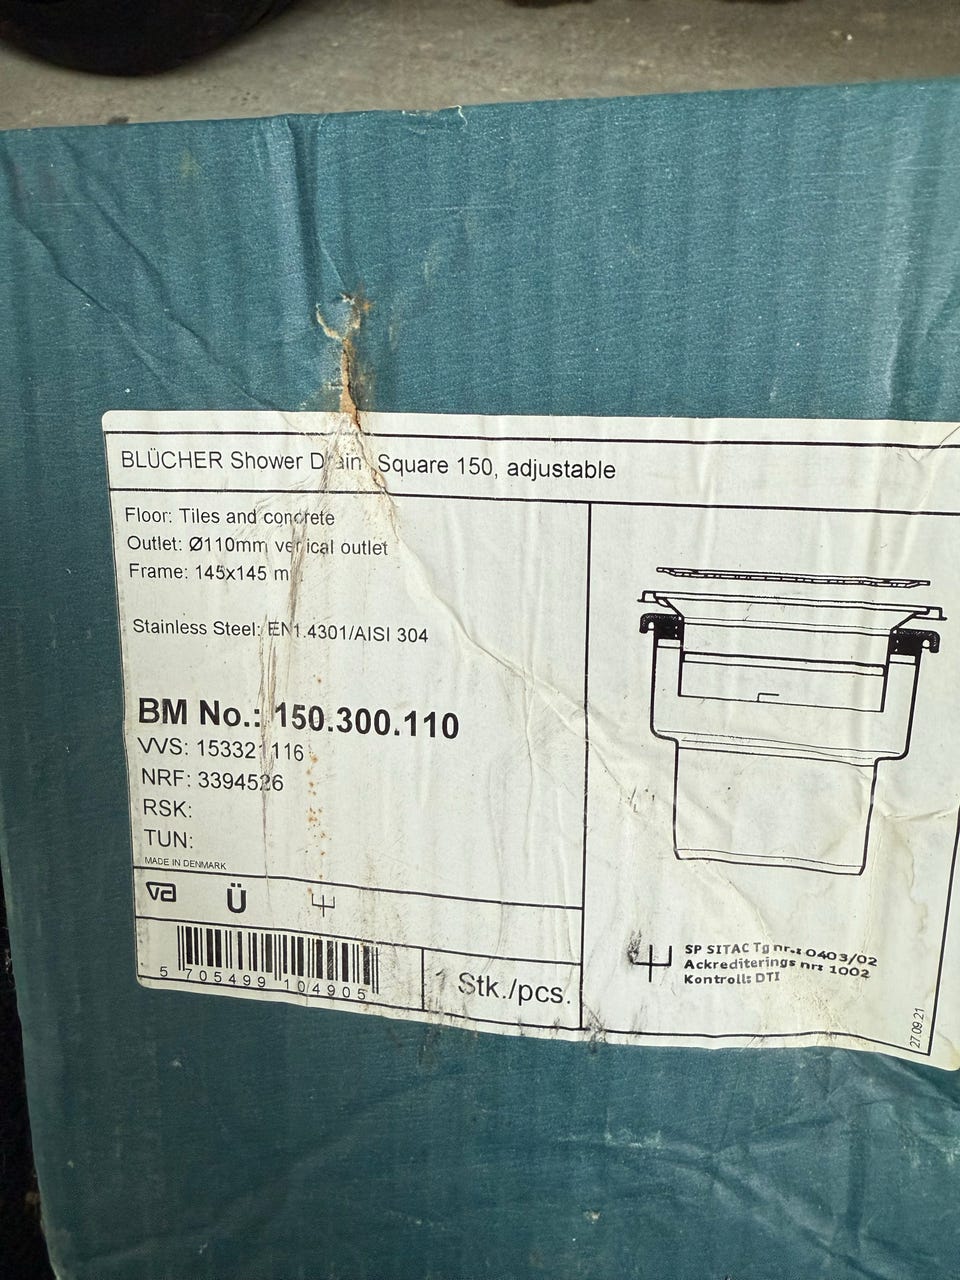 BLÜCHER Shower Drain, Square 150, adjustable
Floor: Tiles and concrete
Outlet: Ø110mm vertical outlet
Frame: 145x145 m
Stainless Steel: EN1.4301/AISI 304
BM No.: 150.300.110
VVS: 153321116
NRF: 3394526
RSK:
TUN:
MADE IN DENMARK
va Ü
5 705499 104905
1 Stk./pcs.
SP SITAC Tg nr.: 0403/02
Ackrediterings nr: 1002
Kontroll: DTI
27.09.21